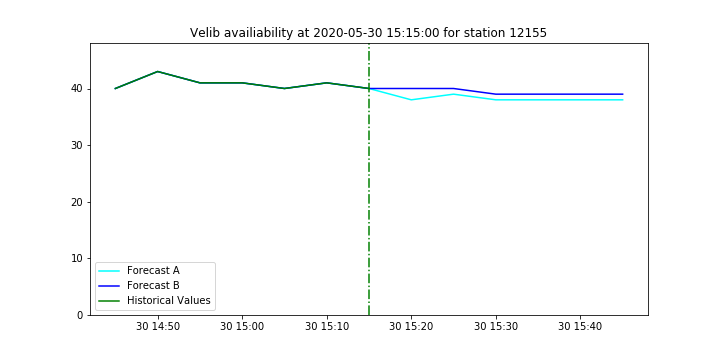 Velib availiability at 2020-05-30 15:15:00 for station 12155
40
30
20
10
0
Forecast A
Forecast B
Historical Values
30 14:50 30 15:00 30 15:10 30 15:20 30 15:30 30 15:40